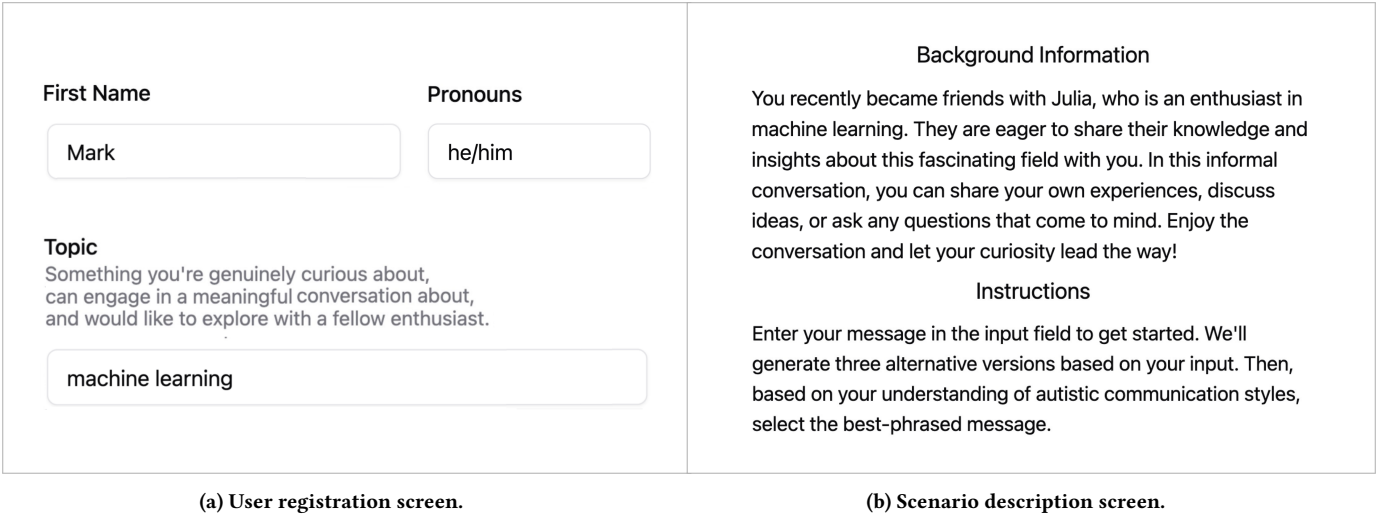 First Name
Pronouns
Mark
he/him
Topic
Something you're genuinely curious about,
can engage in a meaningful conversation about,
and would like to explore with a fellow enthusiast.
machine learning
(a) User registration screen.
Background Information
You recently became friends with Julia, who is an enthusiast in
machine learning. They are eager to share their knowledge and
insights about this fascinating field with you. In this informal
conversation, you can share your own experiences, discuss
ideas, or ask any questions that come to mind. Enjoy the
conversation and let your curiosity lead the way!
Instructions
Enter your message in the input field to get started. We'll
generate three alternative versions based on your input. Then,
based on your understanding of autistic communication styles,
select the best-phrased message.
(b) Scenario description screen.